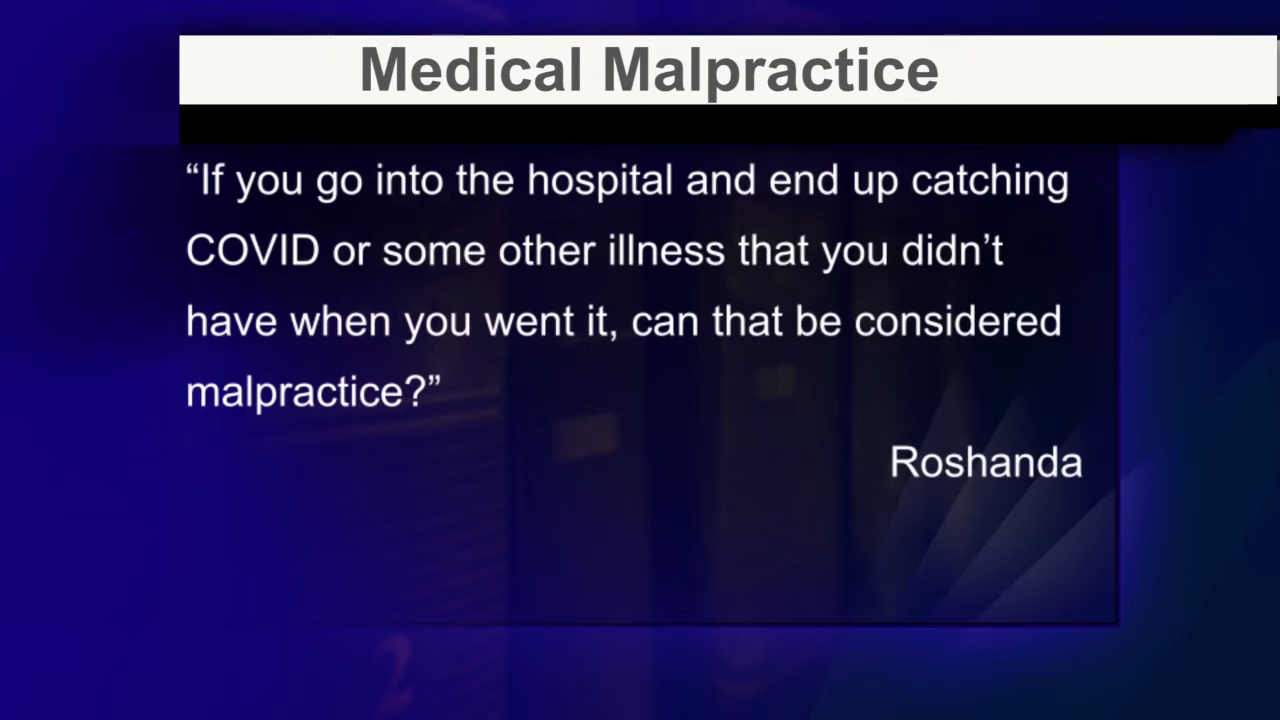 Medical Malpractice
“If you go into the hospital and end up catching
COVID or some other illness that you didn’t
have when you went it, can that be considered
malpractice?”
Roshanda
2